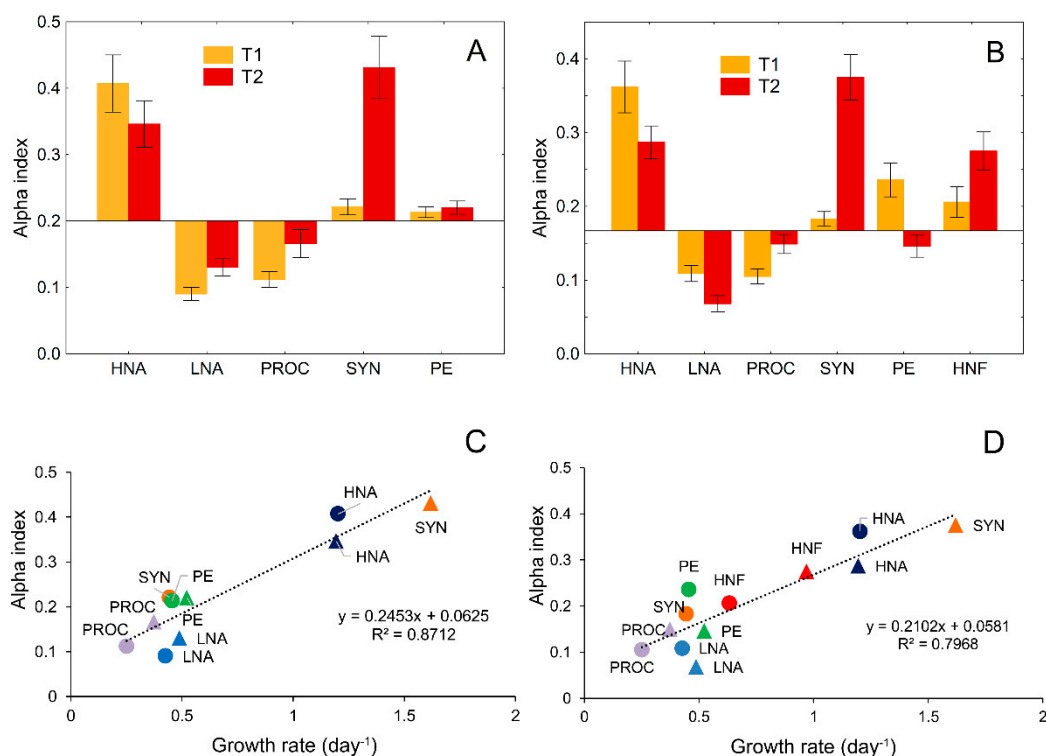 A
T1
T2
Alpha index
0.5
0.4
0.3
0.2
0.1
0.0
HNA LNA PROC SYN PE
B
T1
T2
Alpha index
0.4
0.3
0.2
0.1
0.0
HNA LNA PROC SYN PE HNF
C
Alpha index
0.5
0.4
0.3
0.2
0.1
0
HNA
SYN
HNA
SYN
PE
PROC
PE
PROC
LNA
LNA
y = 0.2453x + 0.0625
R² = 0.8712
0 0.5 1 1.5 2
Growth rate (day⁻¹)
D
Alpha index
0.5
0.4
0.3
0.2
0.1
0
HNA
SYN
HNF
HNA
PE
HNF
SYN
PROC
PE
PROC
LNA
LNA
y = 0.2102x + 0.0581
R² = 0.7968
0 0.5 1 1.5 2
Growth rate (day⁻¹)